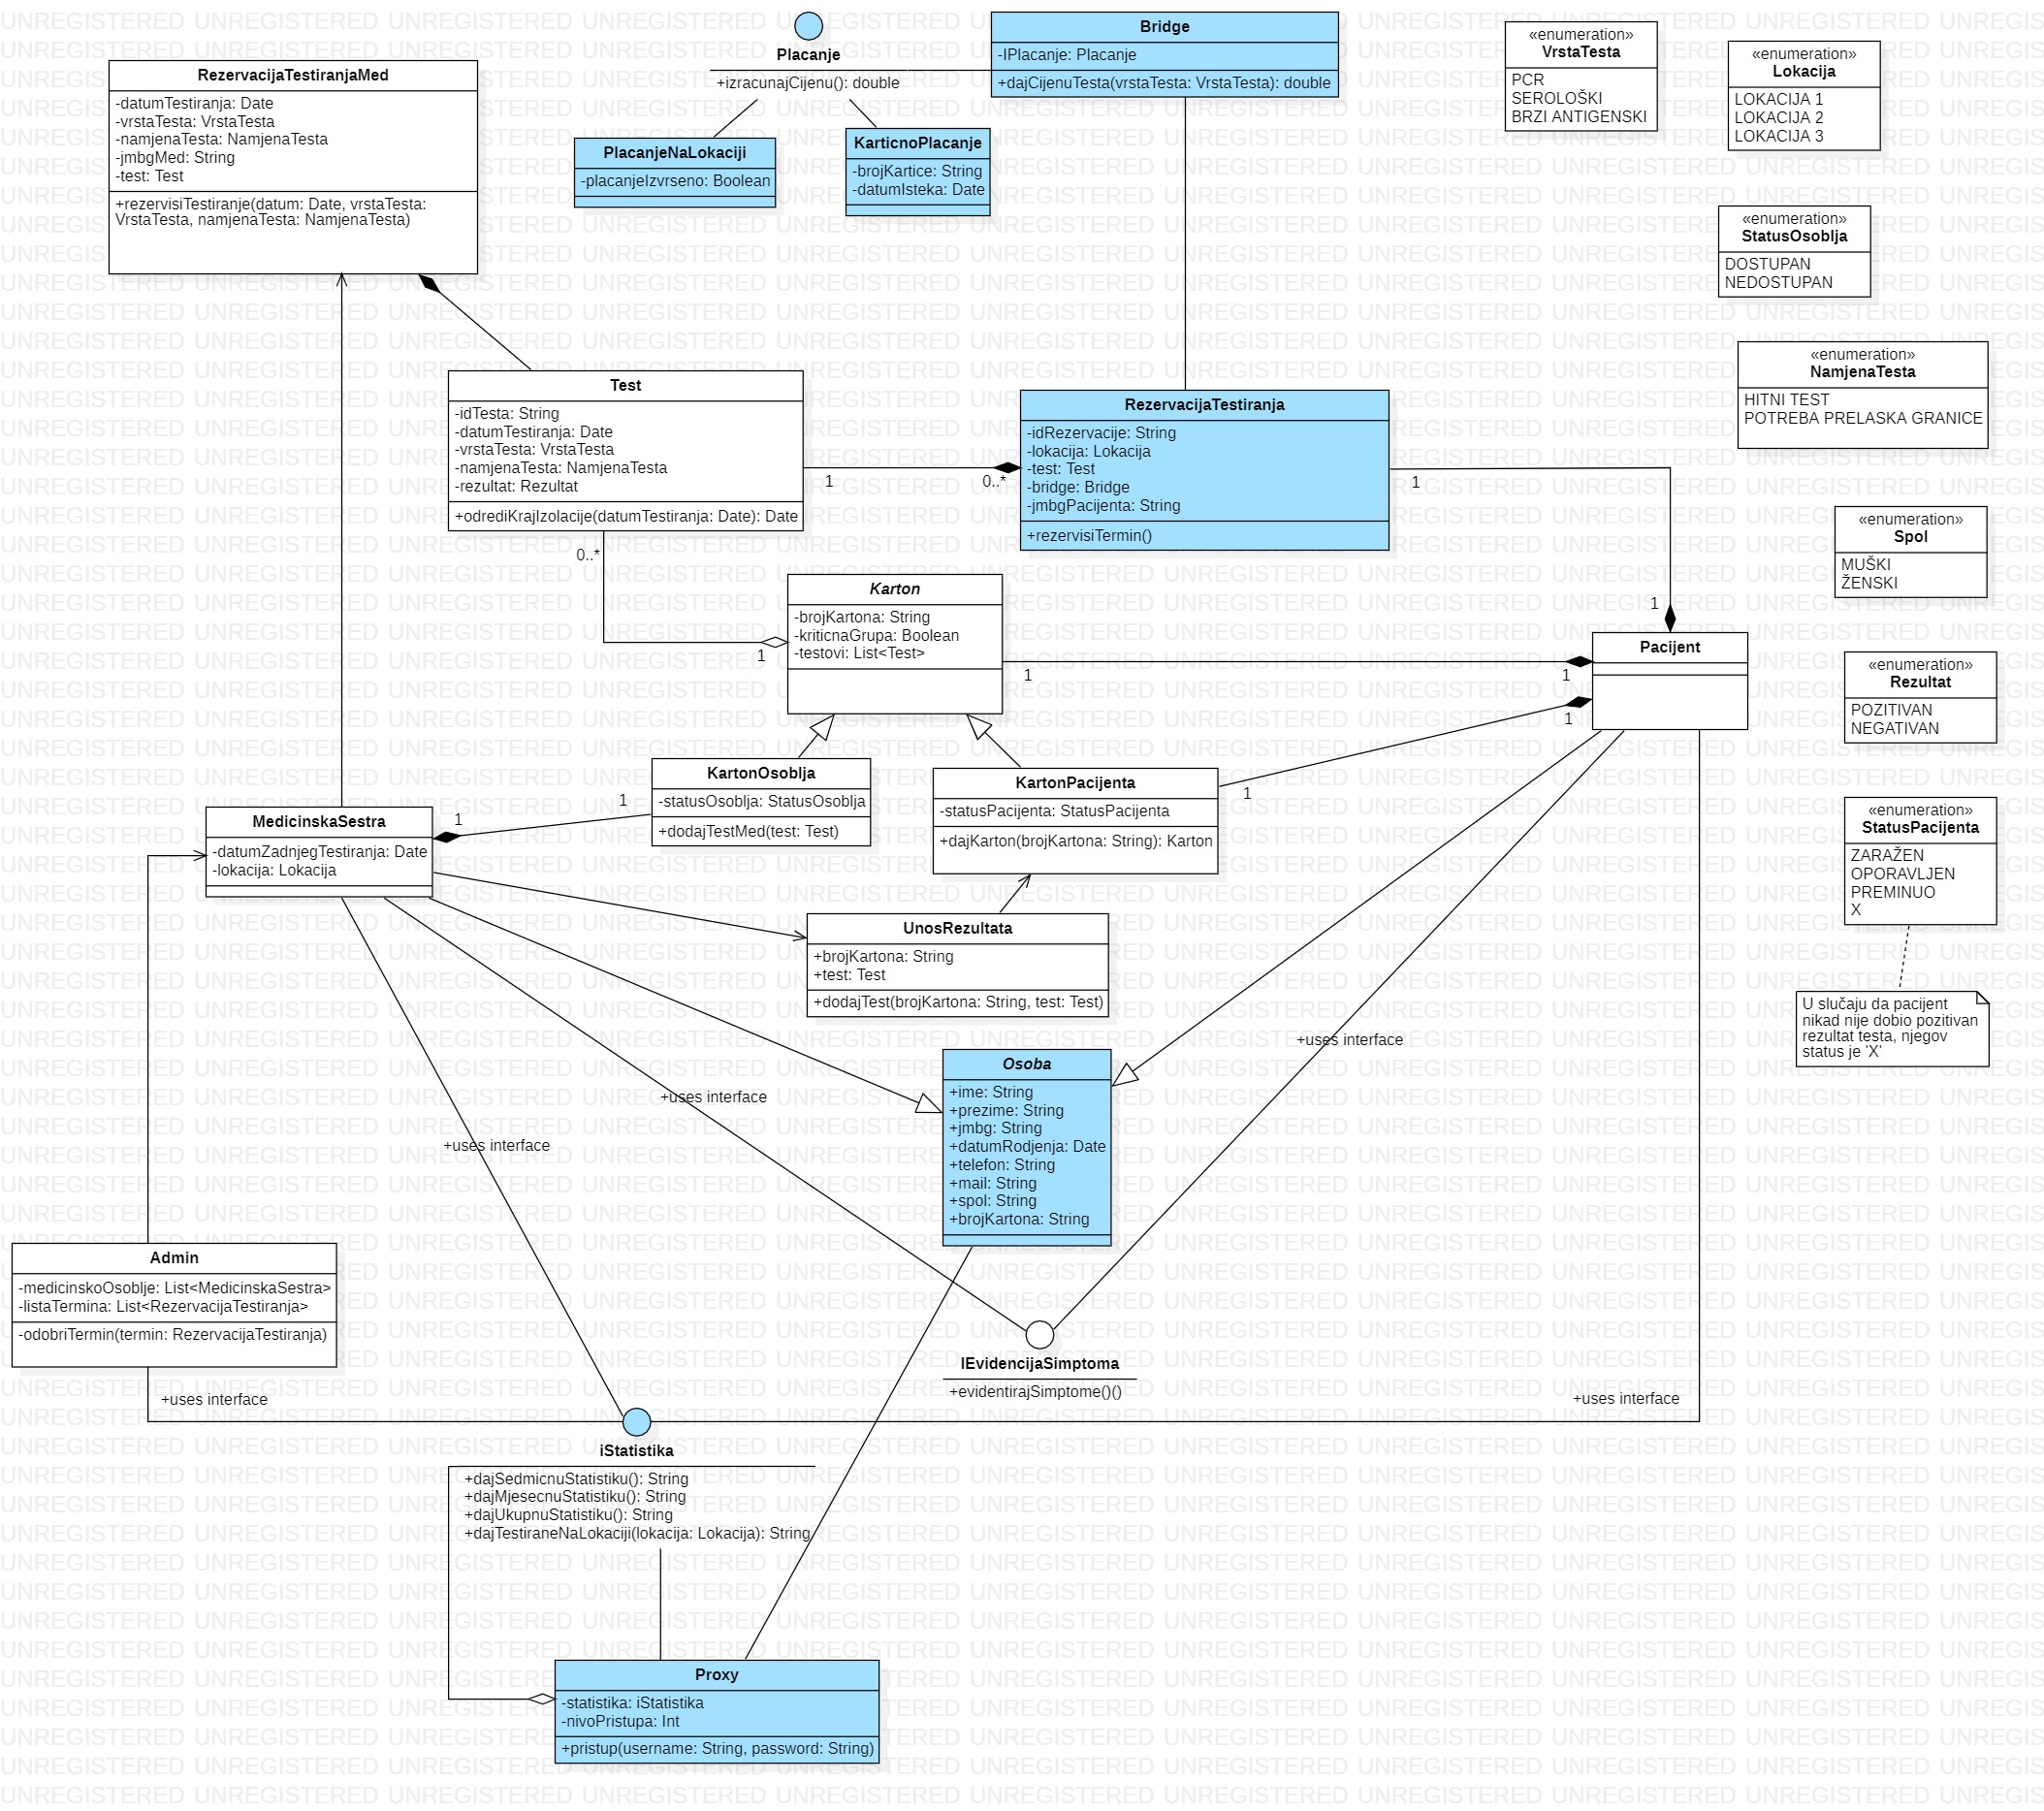 RezervacijaTestiranjaMed
-datumTestiranja: Date
-vrstaTesta: VrstaTesta
-namjenaTesta: NamjenaTesta
-jmbgMed: String
-test: Test
+rezervisiTestiranje(datum: Date, vrstaTesta:
VrstaTesta, namjenaTesta: NamjenaTesta)
Placanje
+izracunajCijenu(): double
Bridge
-IPlacanje: Placanje
+dajCijenuTesta(vrstaTesta: VrstaTesta): double
PlacanjeNaLokaciji
-placanjeIzvrseno: Boolean
KarticnoPlacanje
-brojKartice: String
-datumIsteka: Date
«enumeration»
VrstaTesta
PCR
SEROLOŠKI
BRZI ANTIGENSKI
«enumeration»
Lokacija
LOKACIJA 1
LOKACIJA 2
LOKACIJA 3
«enumeration»
StatusOsoblja
DOSTUPAN
NEDOSTUPAN
«enumeration»
NamjenaTesta
HITNI TEST
POTREBA PRELASKA GRANICE
Test
-idTesta: String
-datumTestiranja: Date
-vrstaTesta: VrstaTesta
-namjenaTesta: NamjenaTesta
-rezultat: Rezultat
+odrediKrajIzolacije(datumTestiranja: Date): Date
1
0..*
RezervacijaTestiranja
-idRezervacije: String
-lokacija: Lokacija
-test: Test
-bridge: Bridge
-jmbgPacijenta: String
+rezervisiTermin()
1
1
«enumeration»
Spol
MUŠKI
ŽENSKI
0..*
1
Karton
-brojKartona: String
-kriticnaGrupa: Boolean
-testovi: List<Test>
1
1
Pacijent
1
1
«enumeration»
Rezultat
POZITIVAN
NEGATIVAN
KartonOsoblja
-statusOsoblja: StatusOsoblja
+dodajTestMed(test: Test)
1
1
KartonPacijenta
-statusPacijenta: StatusPacijenta
+dajKarton(brojKartona: String): Karton
MedicinskaSestra
-datumZadnjegTestiranja: Date
-lokacija: Lokacija
«enumeration»
StatusPacijenta
ZARAŽEN
OPORAVLJEN
PREMINUO
X
U slučaju da pacijent
nikad nije dobio pozitivan
rezultat testa, njegov
status je 'X'
UnosRezultata
+brojKartona: String
+test: Test
+dodajTest(brojKartona: String, test: Test)
+uses interface
+uses interface
+uses interface
Osoba
+ime: String
+prezime: String
+jmbg: String
+datumRodjenja: Date
+telefon: String
+mail: String
+spol: String
+brojKartona: String
Admin
-medicinskoOsoblje: List<MedicinskaSestra>
-listaTermina: List<RezervacijaTestiranja>
-odobriTermin(termin: RezervacijaTestiranja)
IEvidencijaSimptoma
+evidentirajSimptome()()
+uses interface
+uses interface
iStatistika
+dajSedmicnuStatistiku(): String
+dajMjesecnuStatistiku(): String
+dajUkupnuStatistiku(): String
+dajTestiraneNaLokaciji(lokacija: Lokacija): String
Proxy
-statistika: iStatistika
-nivoPristupa: Int
+pristup(username: String, password: String)
UNREGISTERED